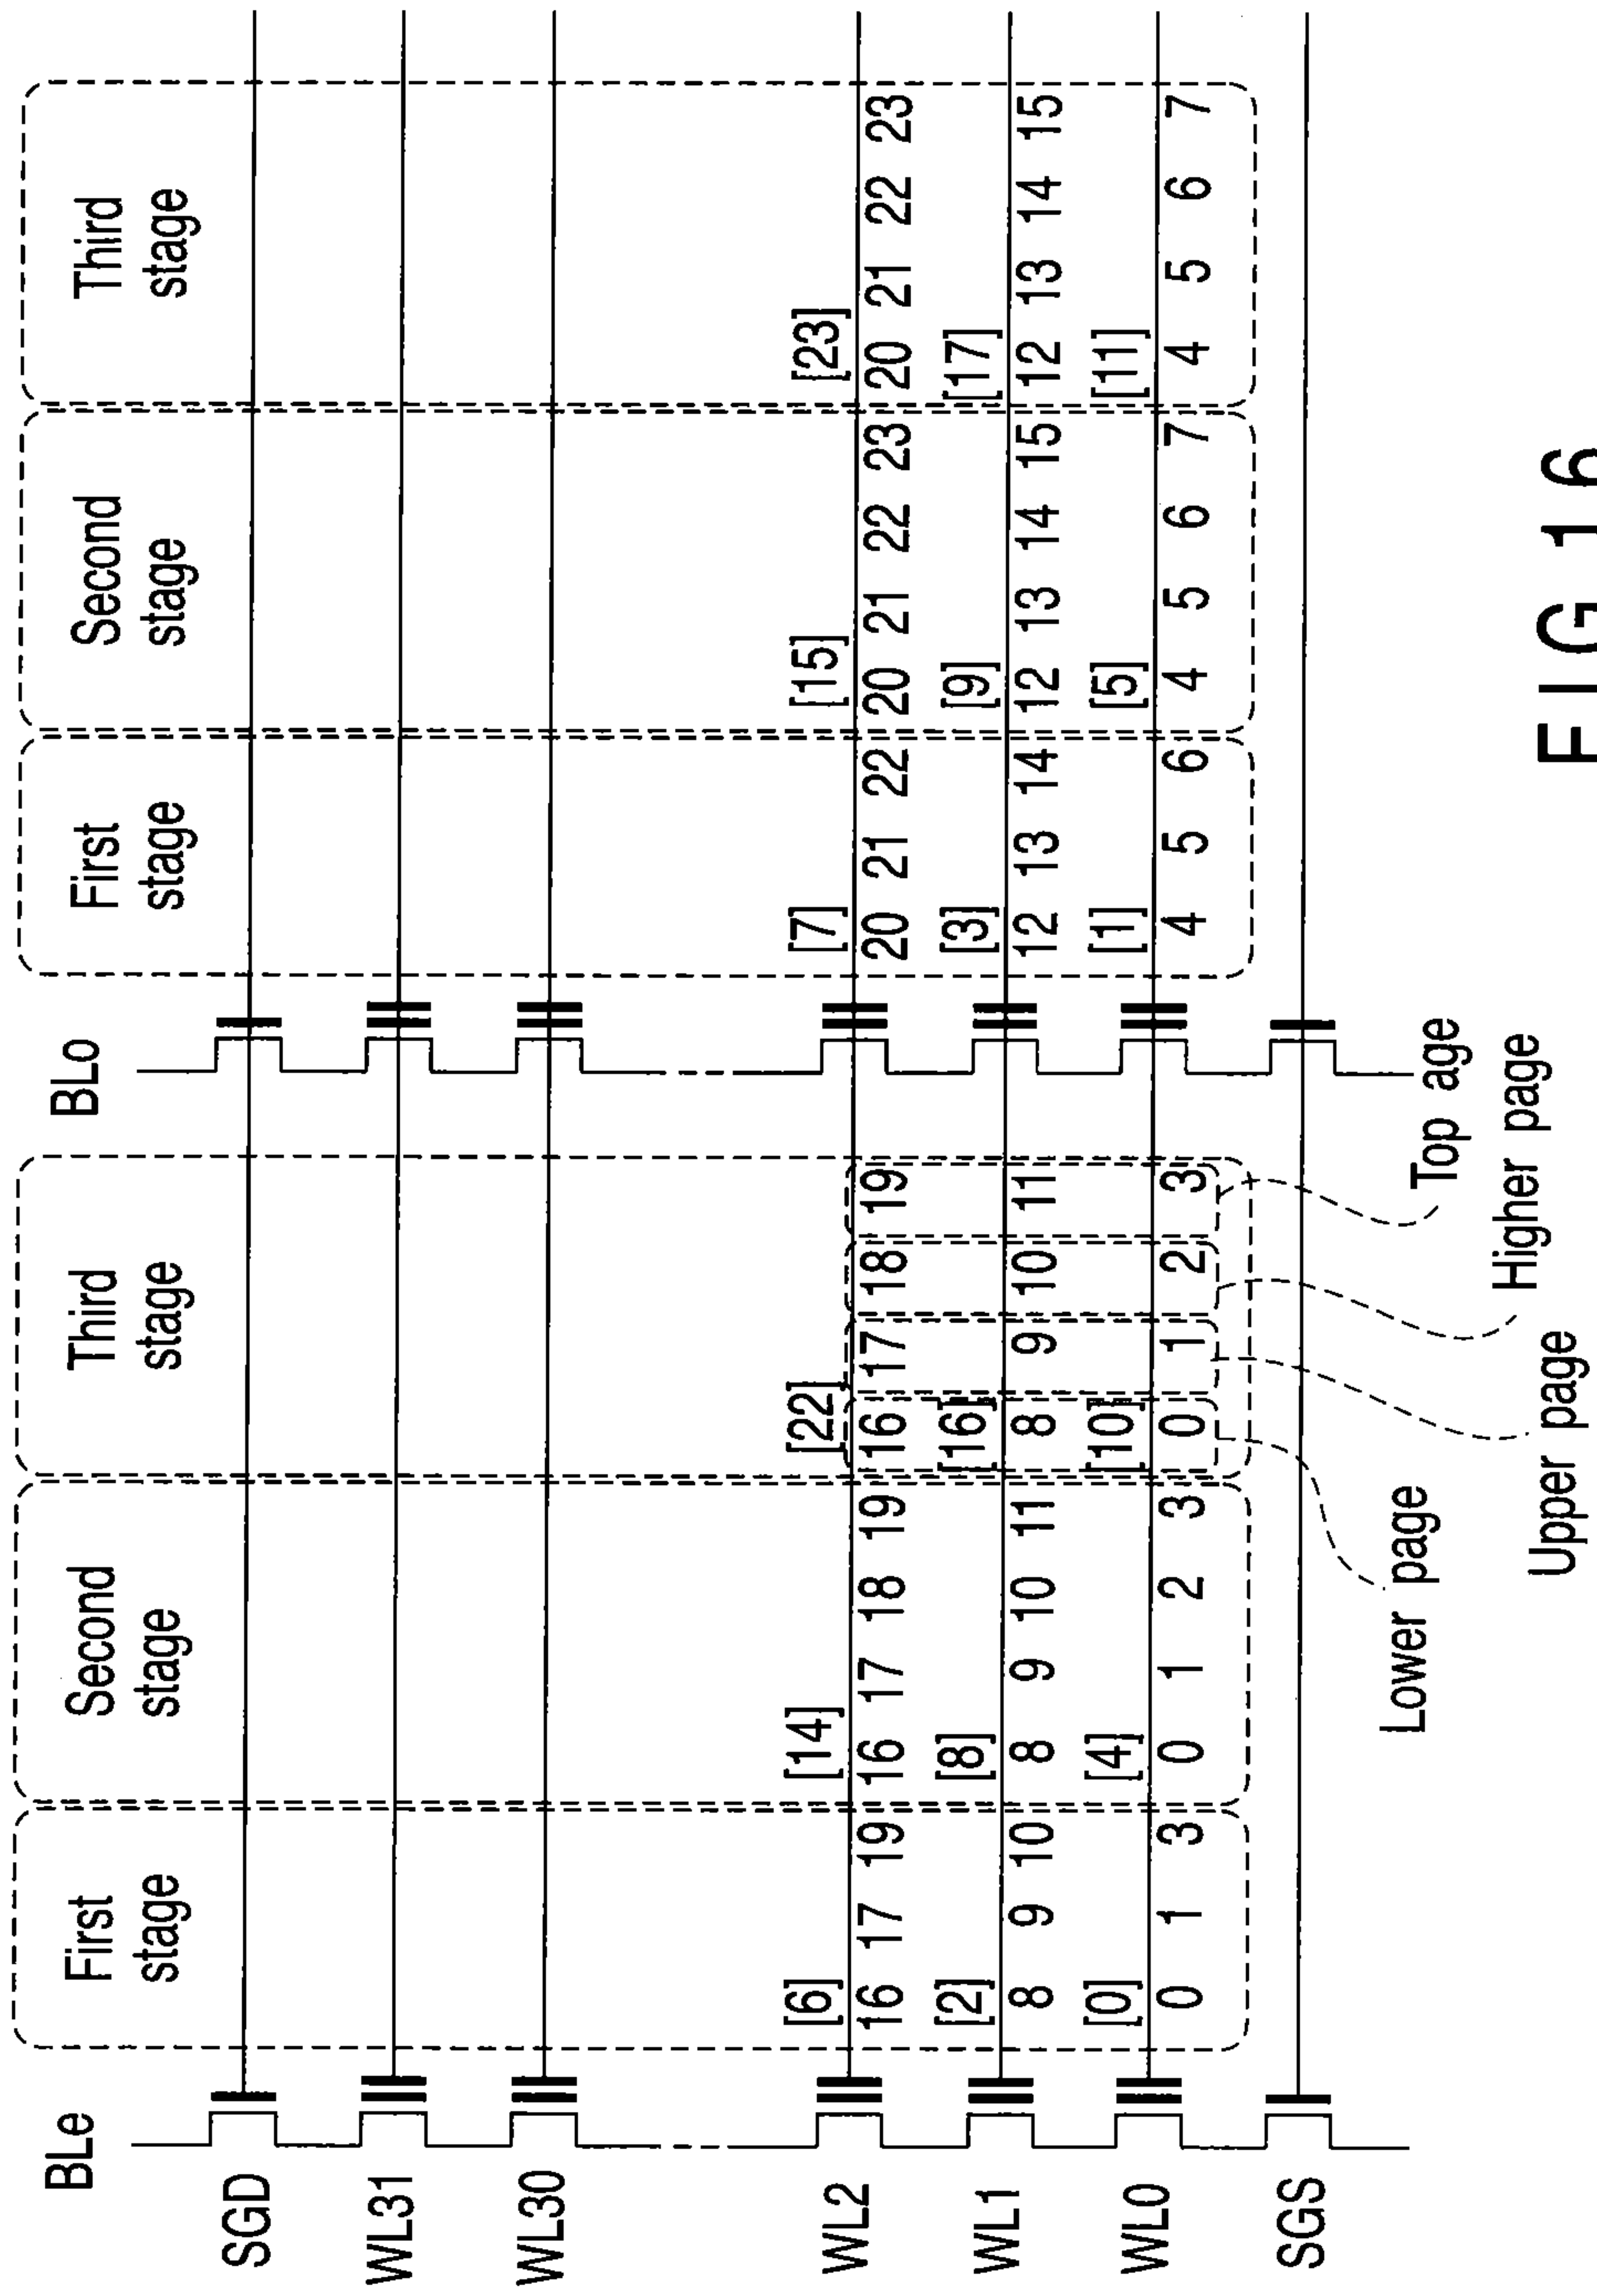 BLe
First
stage
Second
stage
Third
stage
BLo
First
stage
Second
stage
Third
stage
SGD
WL31
WL30
[6] [14] [22] [7] [15] [23]
WL2 16 17 19 16 17 18 19 16 17 18 19 20 21 22 20 21 22 23 20 21 22 23
[2] [8] [16] [3] [9] [17]
WL1 8 9 10 8 9 10 11 8 9 10 11 12 13 14 12 13 14 15 12 13 14 15
[0] [4] [10] [1] [5] [11]
WL0 0 1 3 0 1 2 3 0 1 2 3 4 5 6 4 5 6 7 4 5 6 7
SGS
Lower page
Upper page
Higher page
Top age
FIG 16